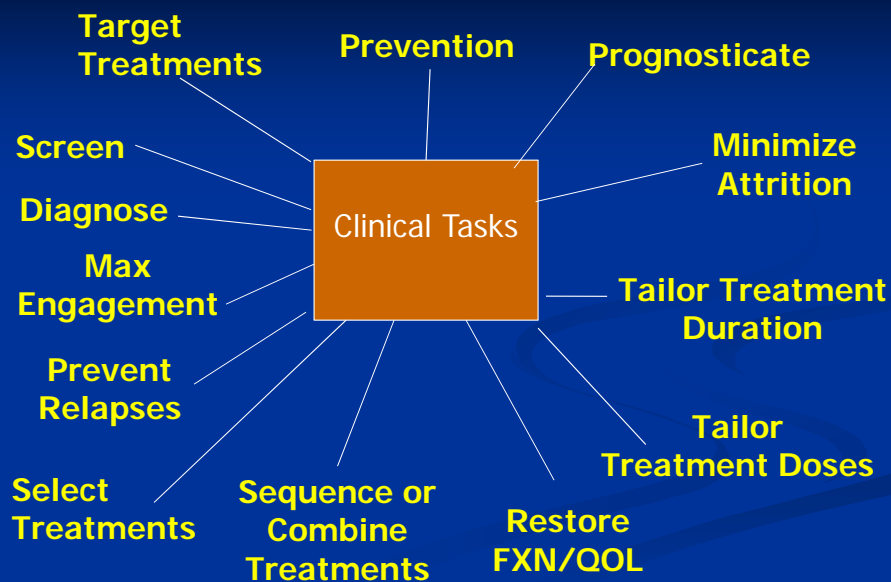 Target
Treatments
Prevention
Prognosticate
Screen
Minimize
Attrition
Diagnose
Clinical Tasks
Max
Engagement
Tailor Treatment
Duration
Prevent
Relapses
Tailor
Treatment Doses
Select
Treatments
Sequence or
Combine
Treatments
Restore
FXN/QOL